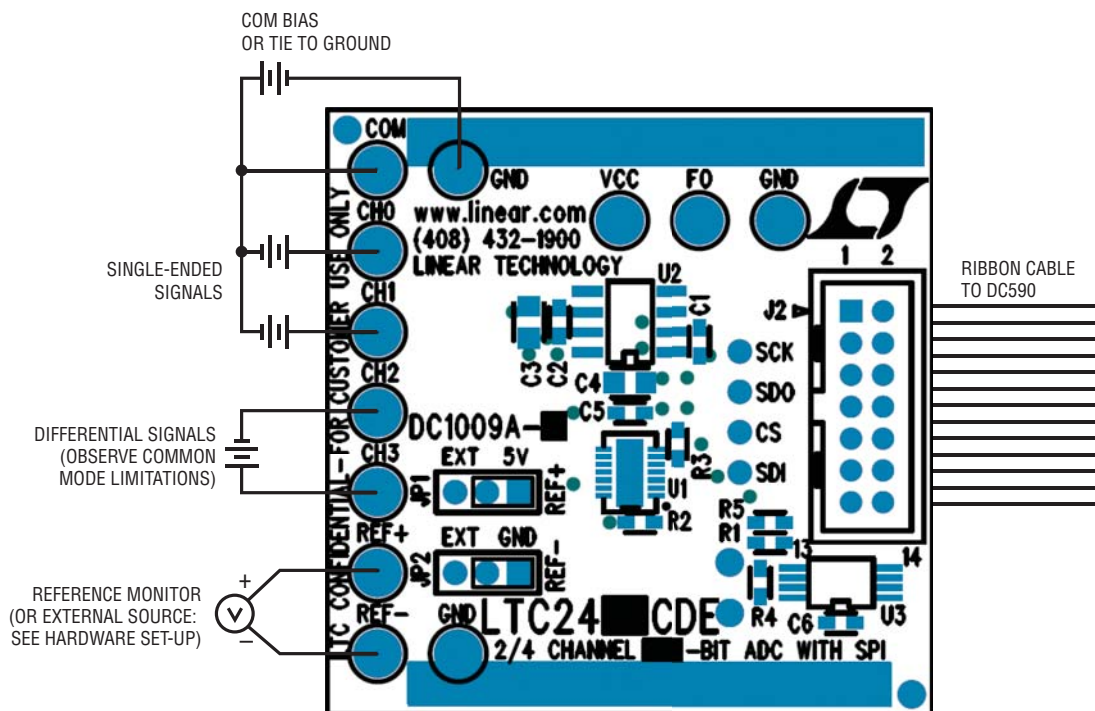 COM BIAS
OR TIE TO GROUND
COM
GND
VCC
FO
GND
CH0
www.linear.com
(408) 432-1900
LINEAR TECHNOLOGY
SINGLE-ENDED
SIGNALS
CH1
U2
C1
1 2
J2
RIBBON CABLE
TO DC590
C3
C2
C4
C5
SCK
SDO
CS
SDI
CH2
DC1009A-
DIFFERENTIAL SIGNALS
(OBSERVE COMMON
MODE LIMITATIONS)
CH3
EXT 5V
JP1
REF+
R3
U1
R2
R5
R1
13
14
REF+
EXT GND
JP2
REF-
R4
U3
C6
REFERENCE MONITOR
(OR EXTERNAL SOURCE:
SEE HARDWARE SET-UP)
+
V
−
REF-
GND
LTC24 CDE
2/4 CHANNEL -BIT ADC WITH SPI
LTC CONFIDENTIAL-FOR CUSTOMER USE ONLY